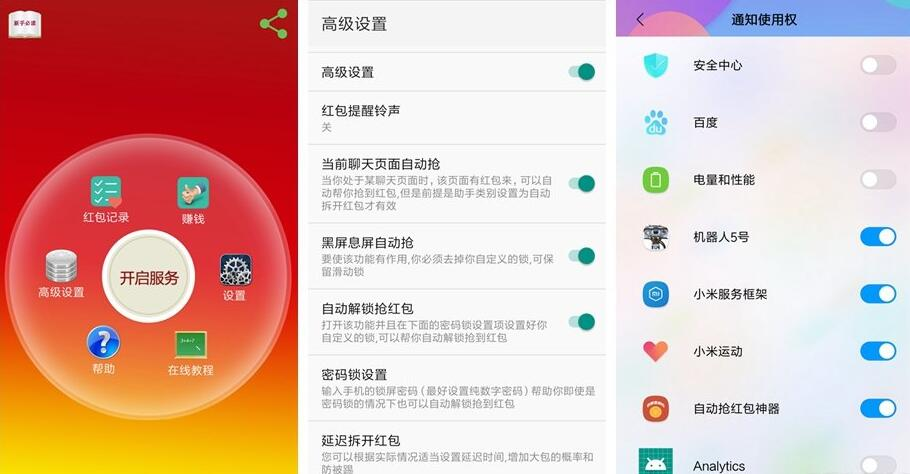 新手必读
红包记录
赚钱
高级设置
开启服务
设置
帮助
在线教程
高级设置
高级设置
红包提醒铃声
关
当前聊天页面自动抢
当你处于某聊天页面时，该页面有红包来，可以自动帮你抢到红包,但是前提是助手类别设置为自动拆开红包才有效
黑屏息屏自动抢
要使该功能有作用,你必须去掉你自定义的锁,可保留滑动锁
自动解锁抢红包
打开该功能并且在下面的密码锁设置项设置好你自定义的锁,可以帮你自动解锁抢到红包
密码锁设置
输入手机的锁屏密码（最好设置纯数字密码）帮助你即使是密码锁的情况下也可以自动解锁抢到红包
延迟拆开红包
您可以根据实际情况适当设置延迟时间,增加大包的概率和防被踢
通知使用权
安全中心
du
百度
电量和性能
机器人5号
小米服务框架
小米运动
自动抢红包神器
Analytics